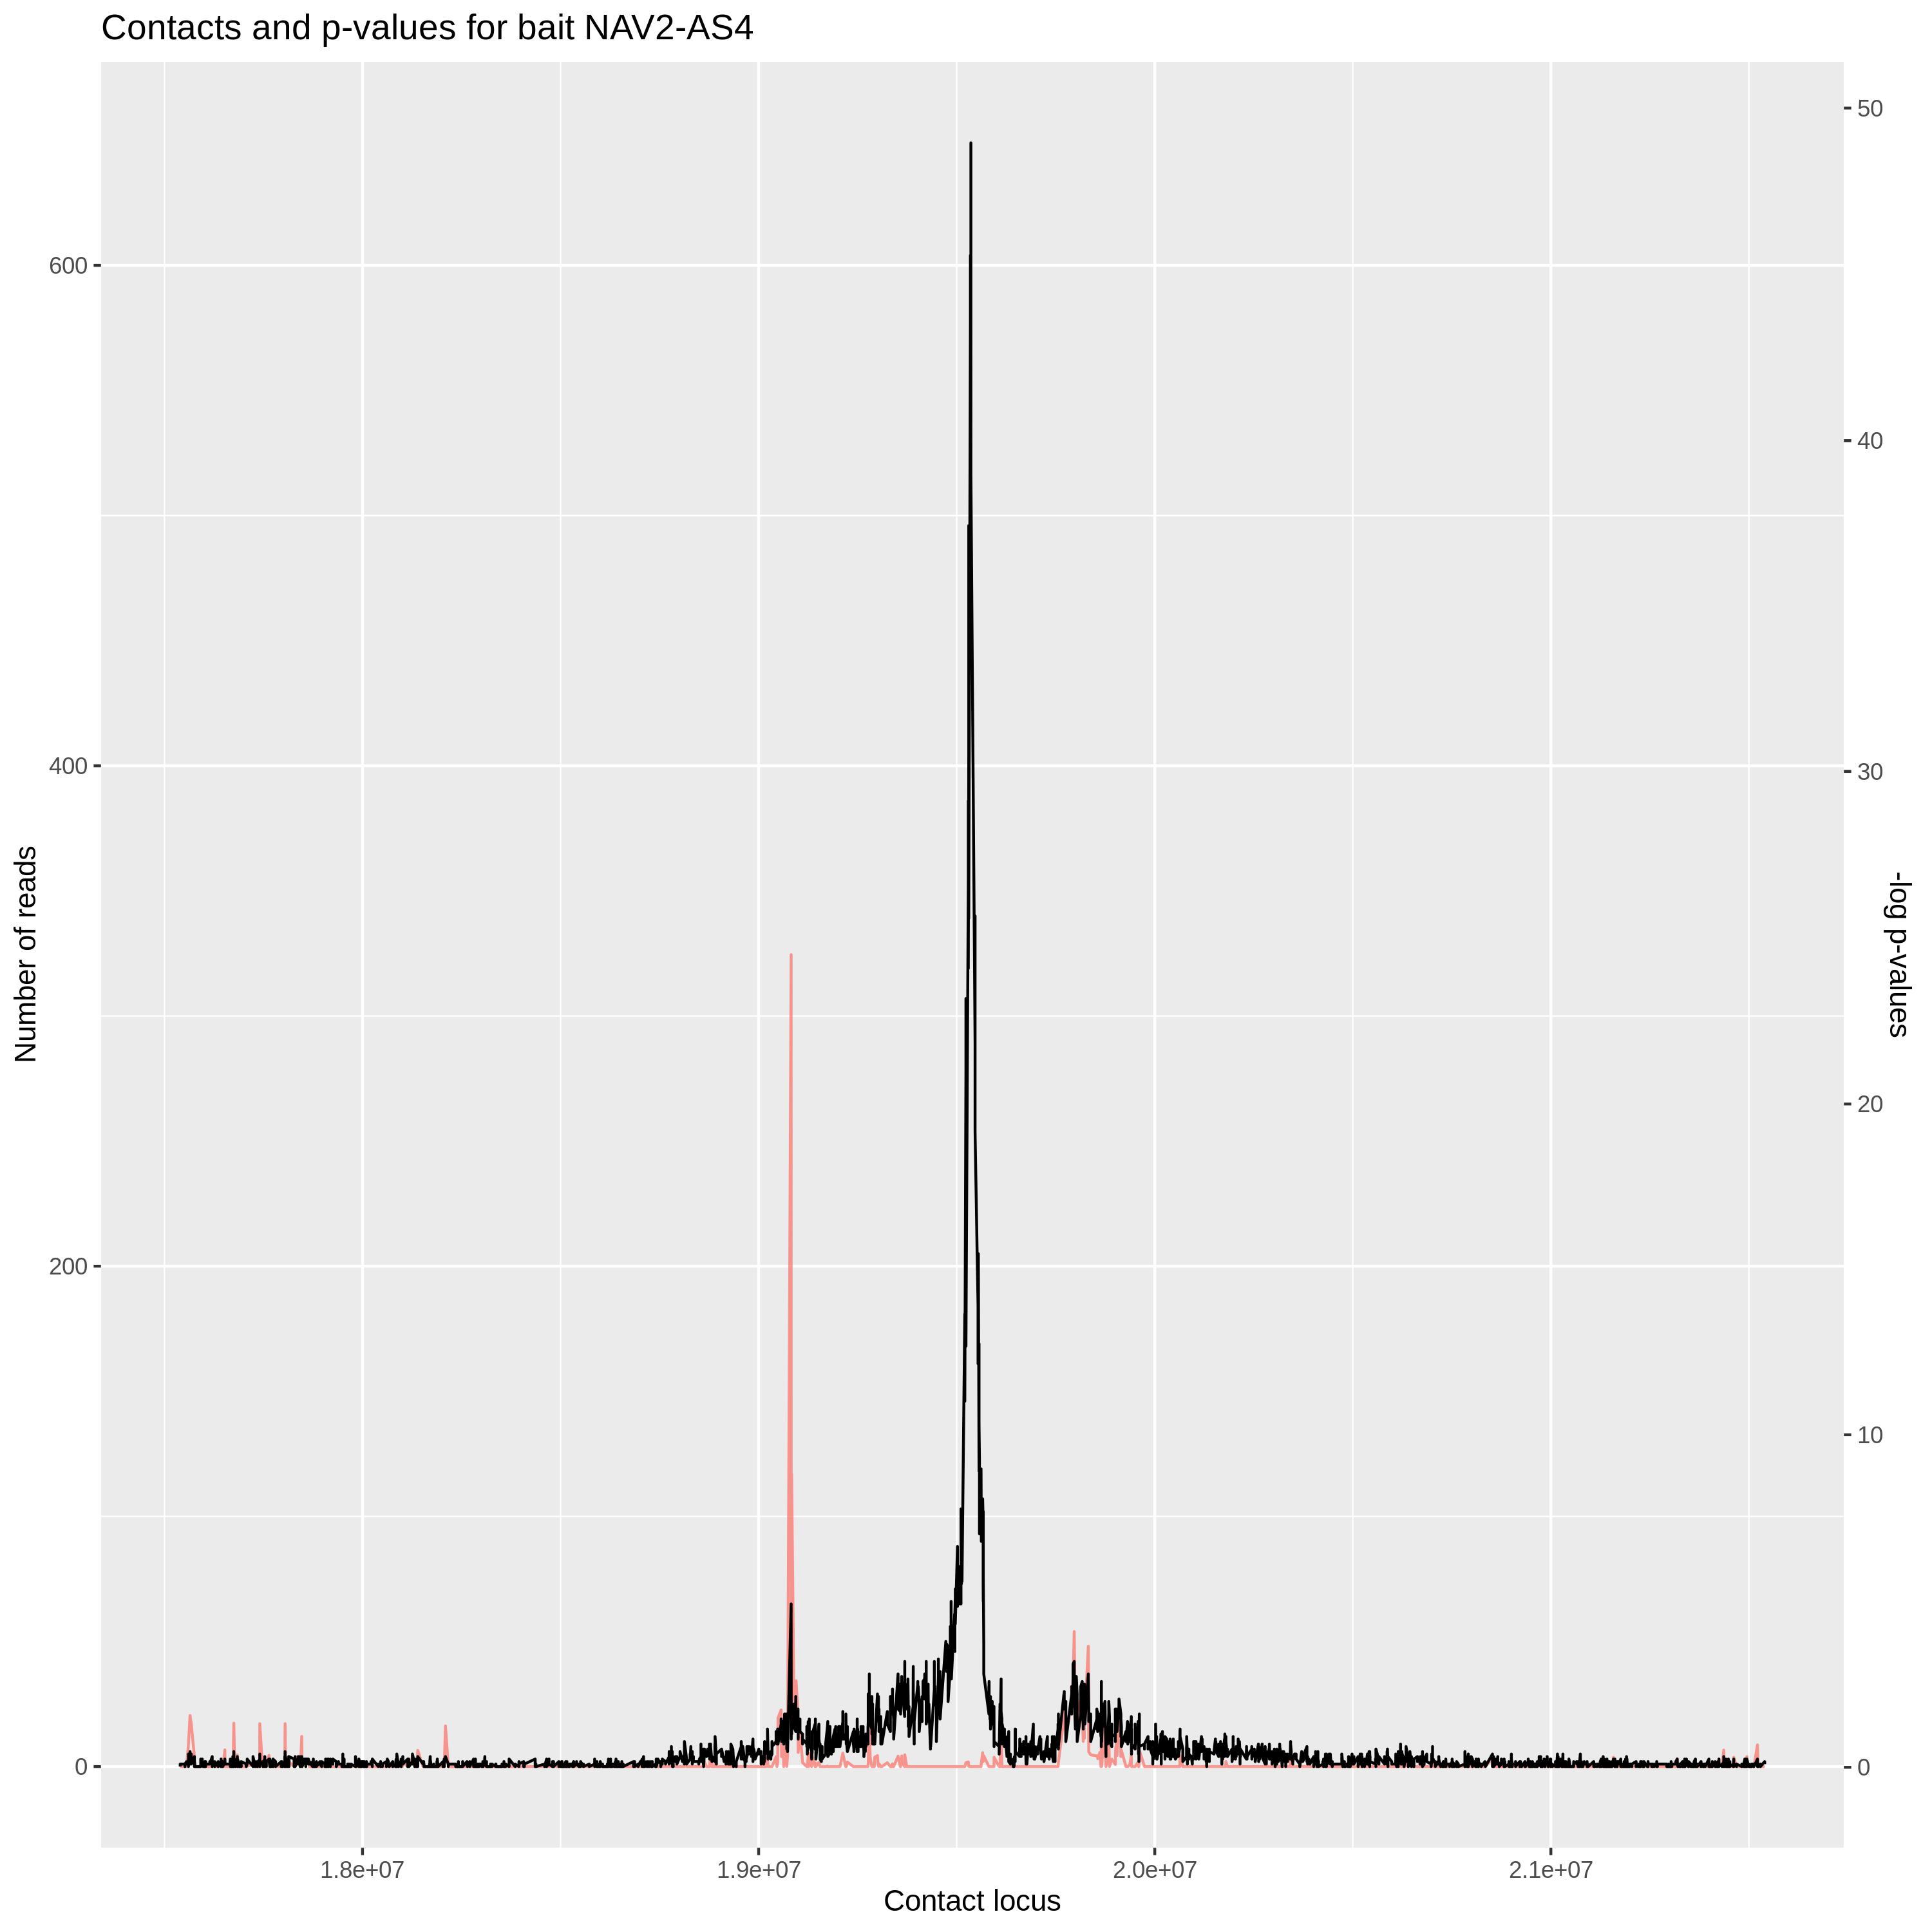 Contacts and p-values for bait NAV2-AS4
Number of reads
600
400
200
0
50
40
30
20
10
0
-log p-values
1.8e+07
1.9e+07
2.0e+07
2.1e+07
Contact locus